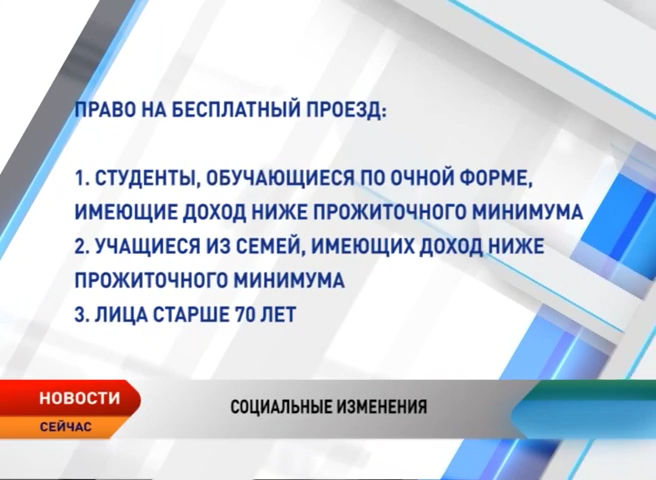 ПРАВО НА БЕСПЛАТНЫЙ ПРОЕЗД:
1. СТУДЕНТЫ, ОБУЧАЮЩИЕСЯ ПО ОЧНОЙ ФОРМЕ,
ИМЕЮЩИЕ ДОХОД НИЖЕ ПРОЖИТОЧНОГО МИНИМУМА
2. УЧАЩИЕСЯ ИЗ СЕМЕЙ, ИМЕЮЩИХ ДОХОД НИЖЕ
ПРОЖИТОЧНОГО МИНИМУМА
3. ЛИЦА СТАРШЕ 70 ЛЕТ
НОВОСТИ
СЕЙЧАС
СОЦИАЛЬНЫЕ ИЗМЕНЕНИЯ